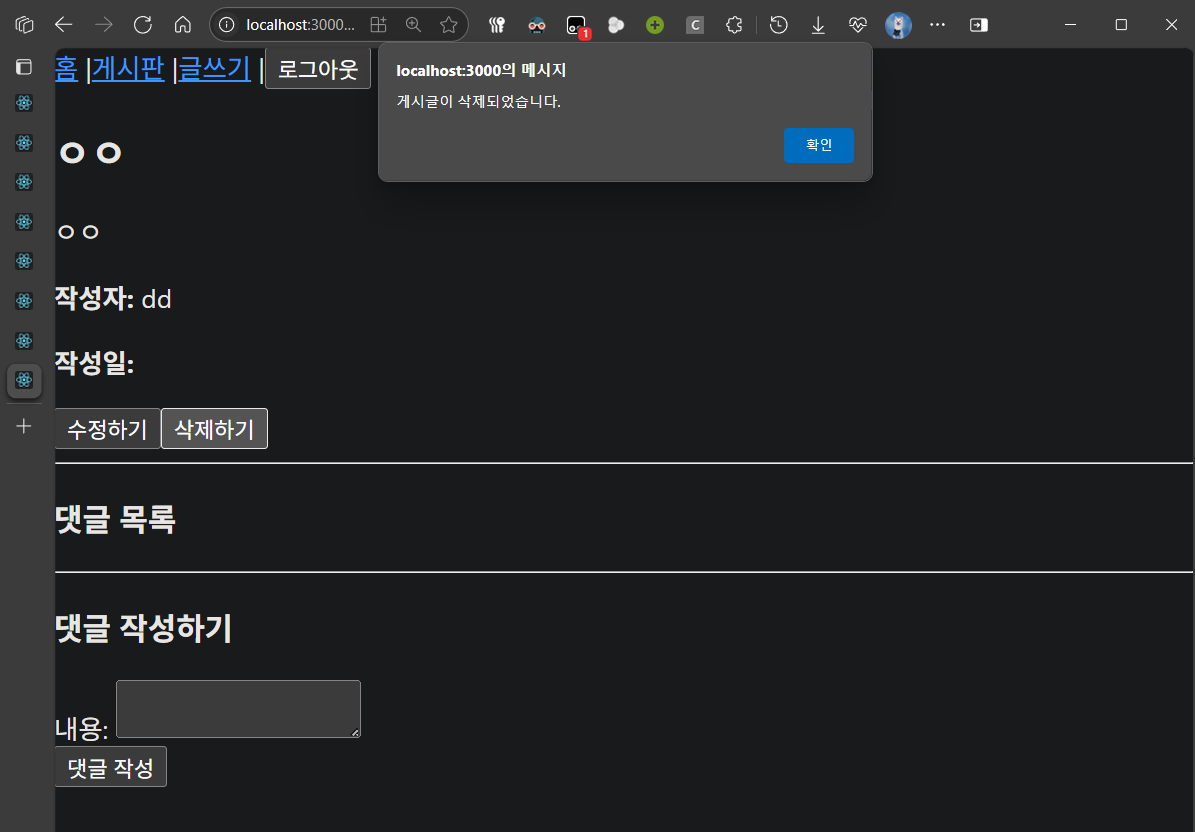 localhost:3000...
1
C
홈 |게시판 |글쓰기 | 로그아웃
localhost:3000의 메시지
게시글이 삭제되었습니다.
확인
ㅇㅇ
ㅇㅇ
작성자: dd
작성일:
수정하기 삭제하기
댓글 목록
댓글 작성하기
내용:
댓글 작성